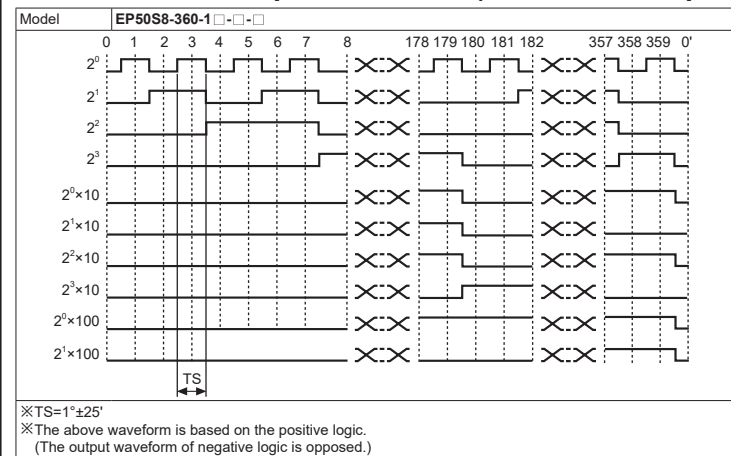 Model EP50S8-360-1□-□-□
0 1 2 3 4 5 6 7 8 178 179 180 181 182 357 358 359 0'
2⁰
2¹
2²
2³
2⁰×10
2¹×10
2²×10
2³×10
2⁰×100
2¹×100
TS
※TS=1°±25'
※The above waveform is based on the positive logic.
(The output waveform of negative logic is opposed.)